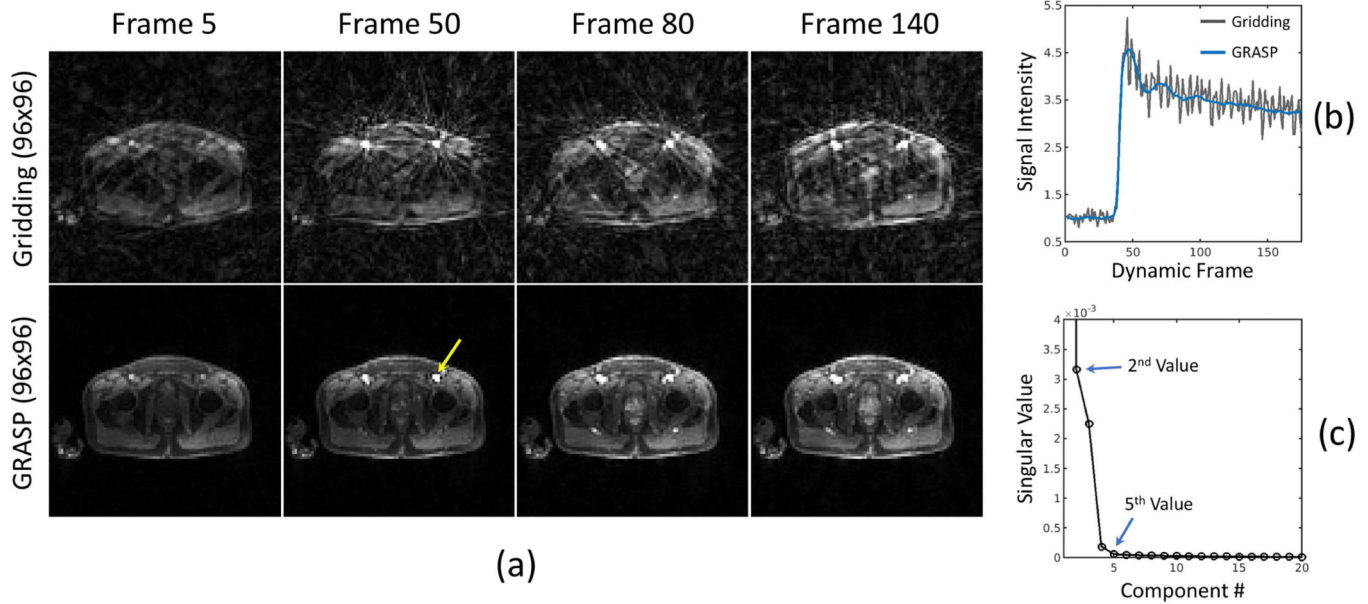 Frame 5
Frame 50
Frame 80
Frame 140
Gridding (96x96)
GRASP (96x96)
(a)
5.5
4.5
3.5
2.5
1.5
0.5
Signal Intensity
Gridding
GRASP
0
50
100
150
Dynamic Frame
(b)
×10⁻³
4
3.5
3
2.5
2
1.5
1
0.5
0
Singular Value
2nd Value
5th Value
5
10
15
20
Component #
(c)